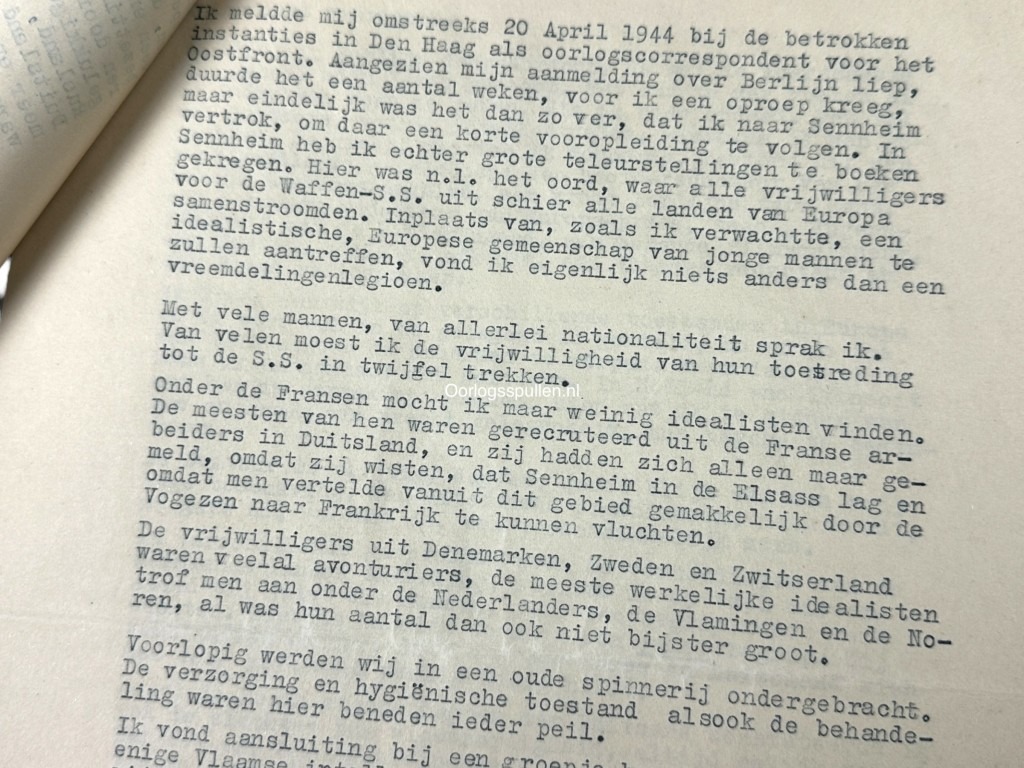 Ik meldde mij omstreeks 20 April 1944 bij de betrokken
instanties in Den Haag als oorlogscorrespondent voor het
Oostfront. Aangezien mijn aanmelding over Berlijn liep,
duurde het een aantal weken, voor ik een oproep kreeg,
maar eindelijk was het dan zo ver, dat ik naar Sennheim
vertrok, om daar een korte vooropleiding te volgen. In
Sennheim heb ik echter grote teleurstellingen te boeken
gekregen. Hier was n.l. het oord, waar alle vrijwilligers
voor de Waffen-S.S. uit schier alle landen van Europa
samenstroomden. Inplaats van, zoals ik verwachtte, een
idealistische, Europese gemeenschap van jonge mannen te
zullen aantreffen, vond ik eigenlijk niets anders dan een
vreemdelingenlegioen.
Met vele mannen, van allerlei nationaliteit sprak ik.
Van velen moest ik de vrijwilligheid van hun toetreding
tot de S.S. in twijfel trekken.
Oorlogsspullen.nl
Onder de Fransen mocht ik maar weinig idealisten vinden.
De meesten van hen waren gerecruteerd uit de Franse ar-
beiders in Duitsland, en zij hadden zich alleen maar ge-
meld, omdat zij wisten, dat Sennheim in de Elsass lag en
omdat men vertelde vanuit dit gebied gemakkelijk door de
Vogezen naar Frankrijk te kunnen vluchten.
De vrijwilligers uit Denemarken, Zweden en Zwitserland
waren veelal avonturiers, de meeste werkelijke idealisten
trof men aan onder de Nederlanders, de Vlamingen en de No-
ren, al was hun aantal dan ook niet bijster groot.
Voorlopig werden wij in een oude spinnerij ondergebracht.
De verzorging en hygiënische toestand alsook de behande-
ling waren hier beneden ieder peil.
Ik vond aansluiting bij een groepje
enige Vlaamse